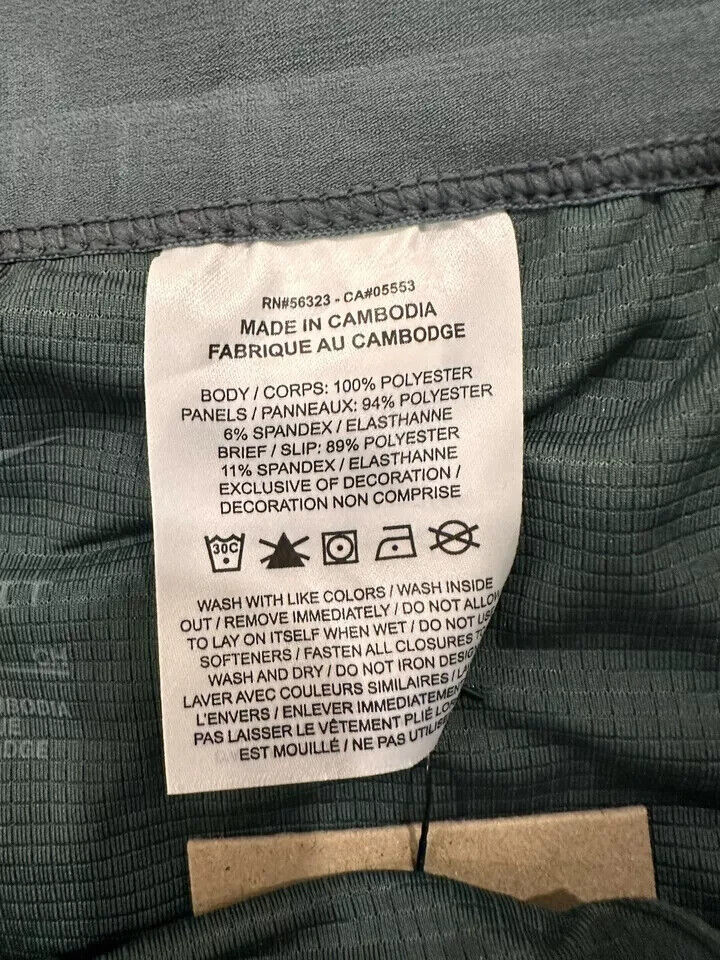 RN#56323 - CA#05553
MADE IN CAMBODIA
FABRIQUE AU CAMBODGE
BODY / CORPS: 100% POLYESTER
PANELS / PANNEAUX: 94% POLYESTER
6% SPANDEX / ELASTHANNE
BRIEF / SLIP: 89% POLYESTER
11% SPANDEX / ELASTHANNE
EXCLUSIVE OF DECORATION /
DECORATION NON COMPRISE
30C
WASH WITH LIKE COLORS / WASH INSIDE
OUT / REMOVE IMMEDIATELY / DO NOT ALLOW
TO LAY ON ITSELF WHEN WET / DO NOT
SOFTENERS / FASTEN ALL CLOSURES
WASH AND DRY / DO NOT IRON
LAVER AVEC COULEURS SIMILAIRES /
L'ENVERS / ENLEVER
PAS LAISSER LE VÊTEMENT PLIÉ
EST MOUILLÉ / NE PAS